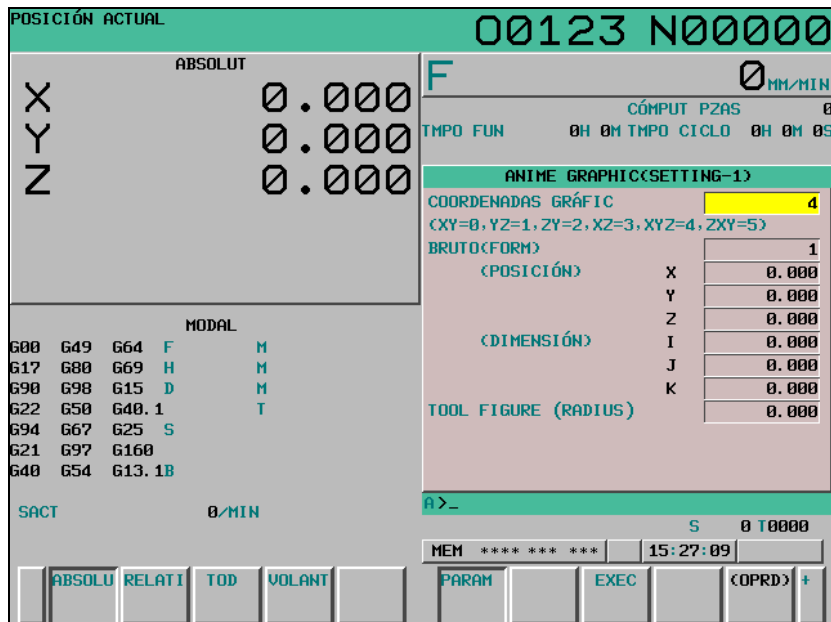 POSICIÓN ACTUAL
O0123 N00000
ABSOLUT
X 0.000
Y 0.000
Z 0.000
F 0 MM/MIN
CÓMPUT PZAS 0
TMPO FUN 0H 0M TMPO CICLO 0H 0M 0S
ANIME GRAPHIC(SETTING-1)
COORDENADAS GRÁFIC 4
(XY=0,YZ=1,ZY=2,XZ=3,XYZ=4,ZXY=5)
BRUTO(FORM) 1
(POSICIÓN) X 0.000
Y 0.000
Z 0.000
(DIMENSIÓN) I 0.000
J 0.000
K 0.000
TOOL FIGURE (RADIUS) 0.000
MODAL
G00 G49 G64 F M
G17 G80 G69 H M
G90 G98 G15 D M
G22 G50 G40.1 T
G94 G67 G25 S
G21 G97 G160
G40 G54 G13.1B
SACT 0/MIN
A>_
S 0 T0000
MEM **** *** *** 15:27:09
ABSOLU RELATI TOD VOLANT
PARAM EXEC (OPRD) +